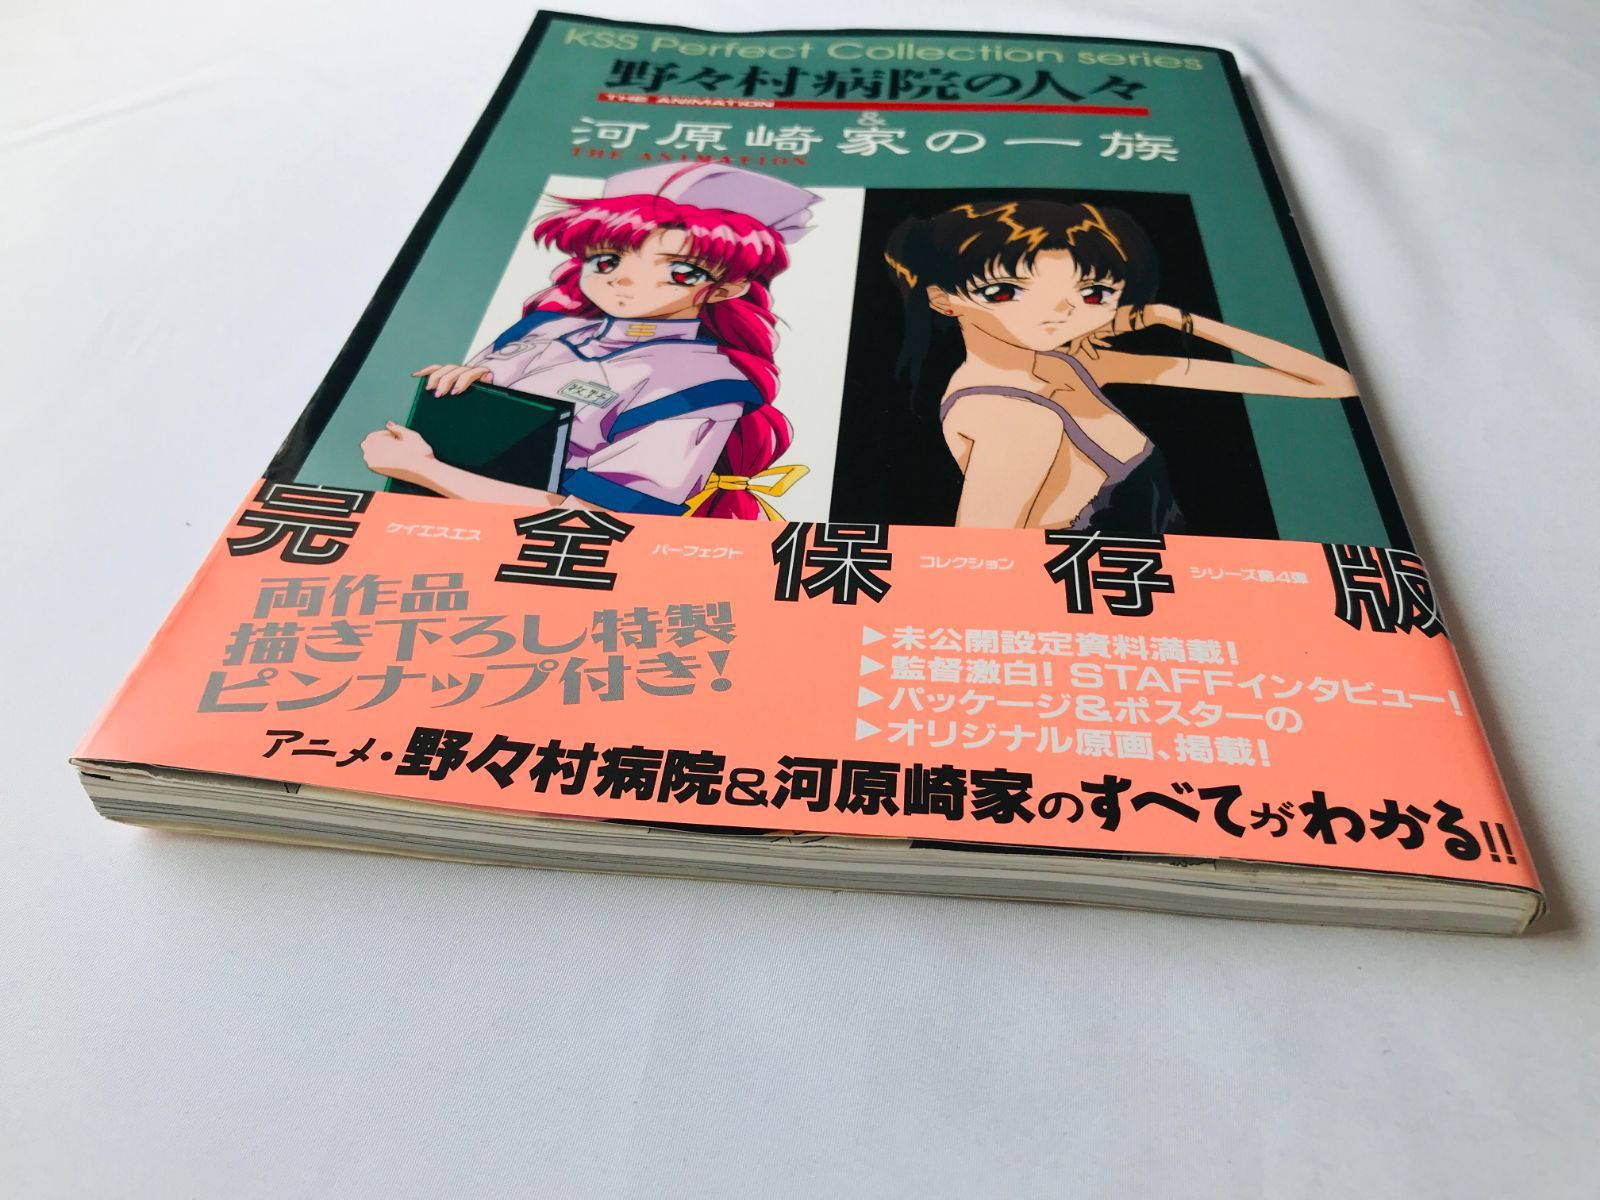 KSS Perfect Collection series
野々村病院の人々
THE ANIMATION
&
河原崎家の一族
THE ANIMATION
完全保存版
ケイエスエス パーフェクト コレクション シリーズ第4弾
両作品
描き下ろし特製
ピンナップ付き!
▶未公開設定資料満載!
▶監督激白! STAFFインタビュー!
▶パッケージ&ポスターの
▶オリジナル原画、掲載!
アニメ・野々村病院&河原崎家のすべてがわかる!!